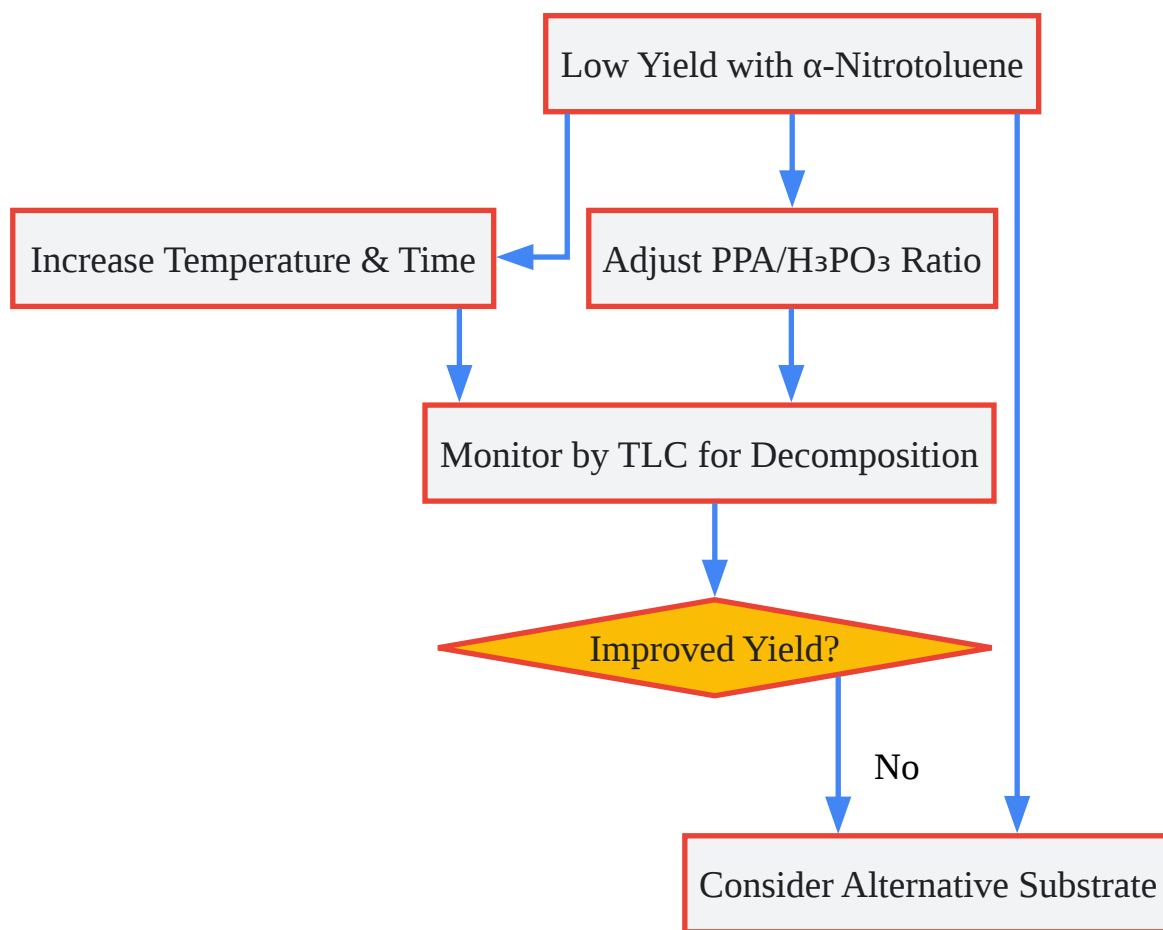 Low Yield with α-Nitrotoluene
Increase Temperature & Time
Adjust PPA/H₃PO₃ Ratio
Monitor by TLC for Decomposition
Improved Yield?
No
Consider Alternative Substrate